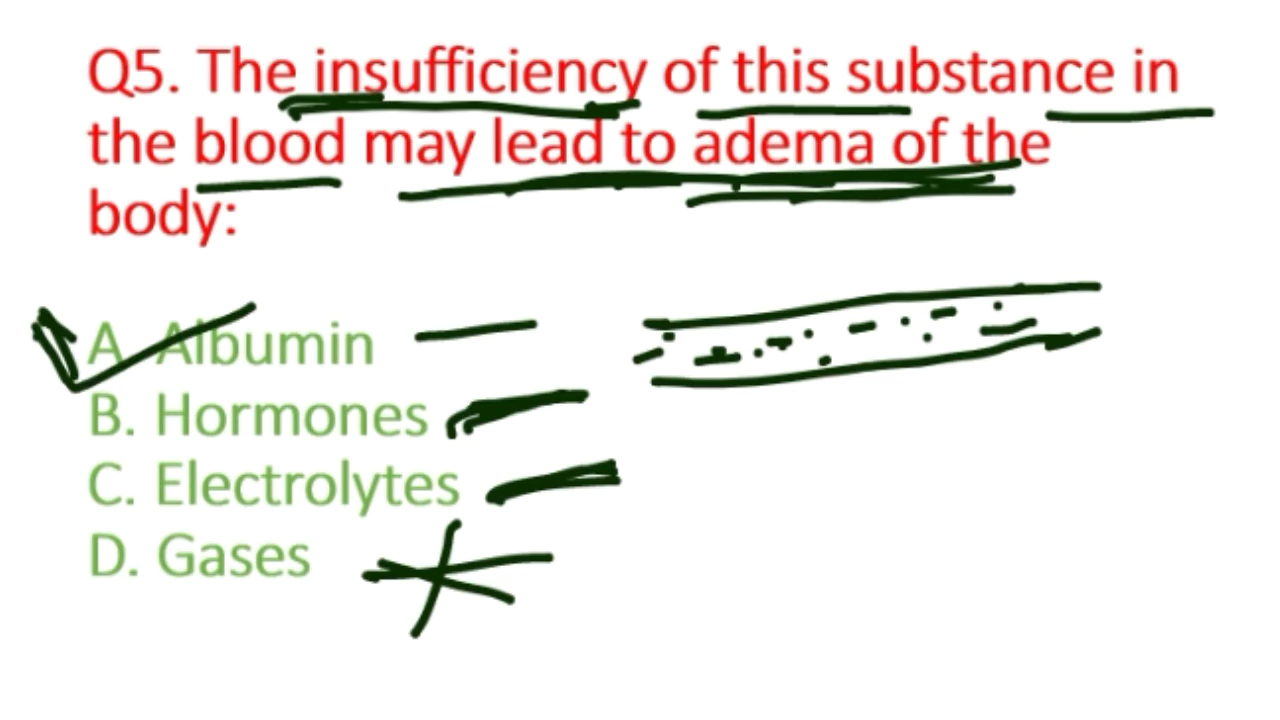 Q5. The insufficiency of this substance in
the blood may lead to adema of the
body:
A. Albumin
B. Hormones
C. Electrolytes
D. Gases